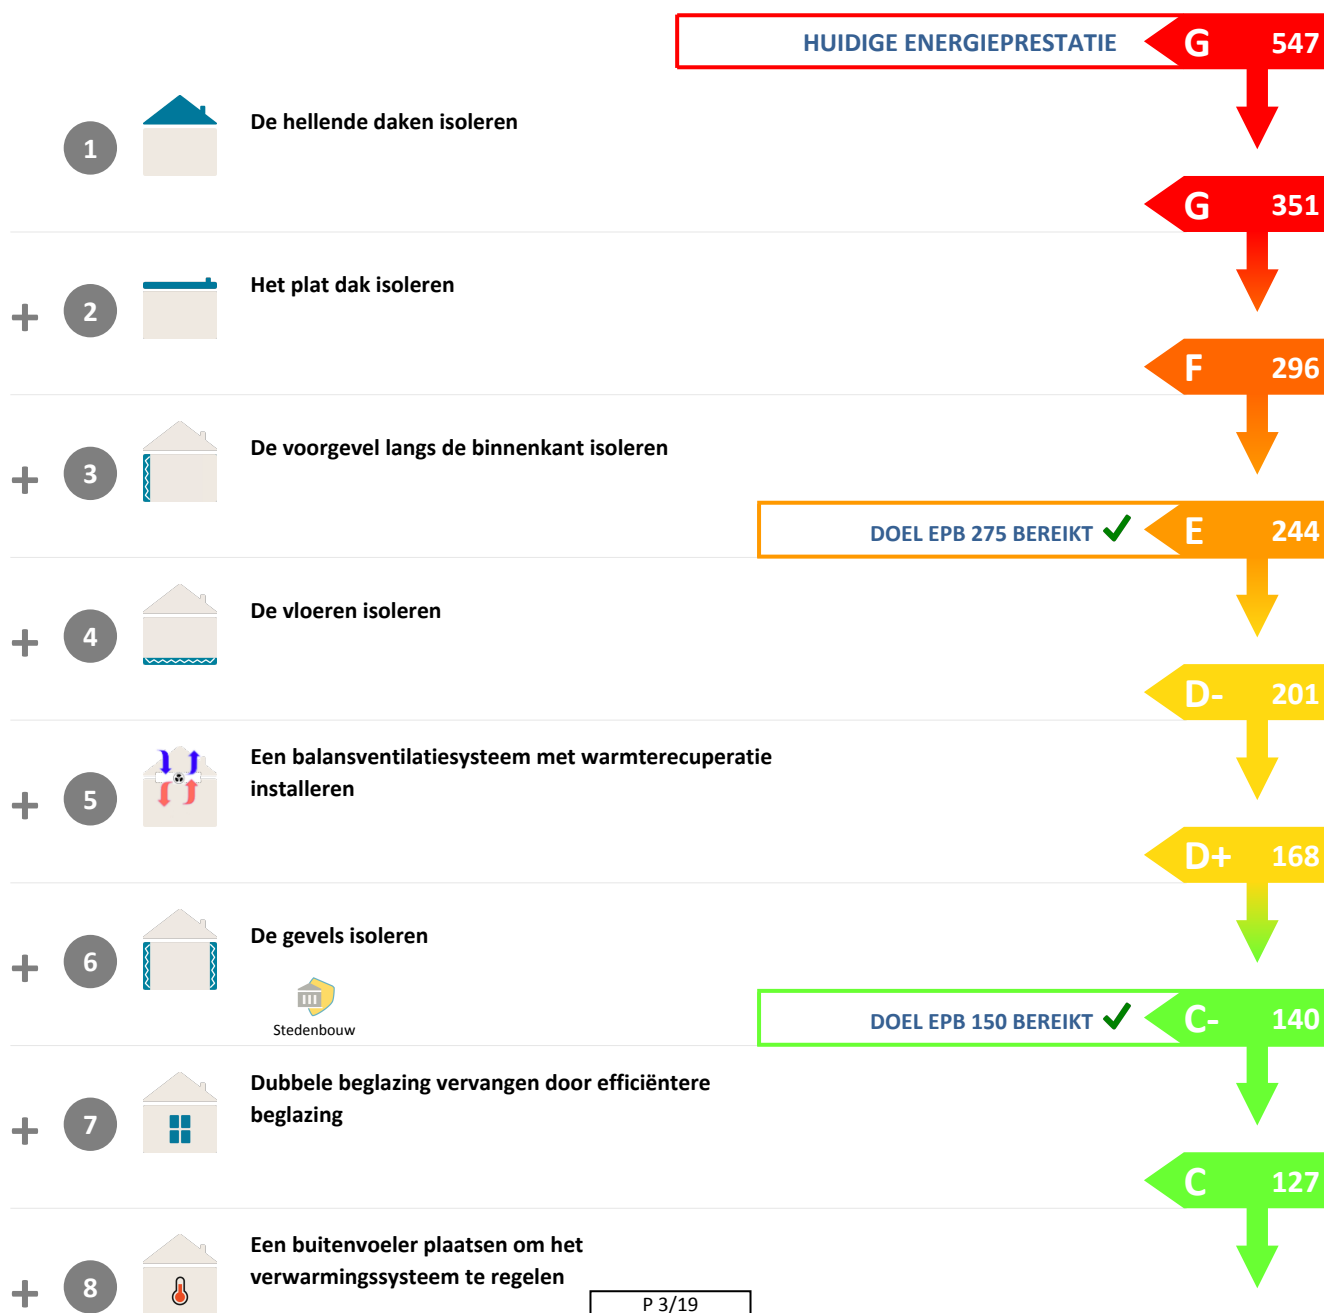 HUIDIGE ENERGIEPRESTATIE G 547
1 De hellende daken isoleren
G 351
+ 2 Het plat dak isoleren
F 296
+ 3 De voorgevel langs de binnenkant isoleren
DOEL EPB 275 BEREIKT ✓ E 244
+ 4 De vloeren isoleren
D- 201
+ 5 Een balansventilatiesysteem met warmterecuperatie
installeren
D+ 168
+ 6 De gevels isoleren
Stedenbouw
DOEL EPB 150 BEREIKT ✓ C- 140
+ 7 Dubbele beglazing vervangen door efficiëntere
beglazing
C 127
+ 8 Een buitenvoeler plaatsen om het
verwarmingssysteem te regelen
P 3/19